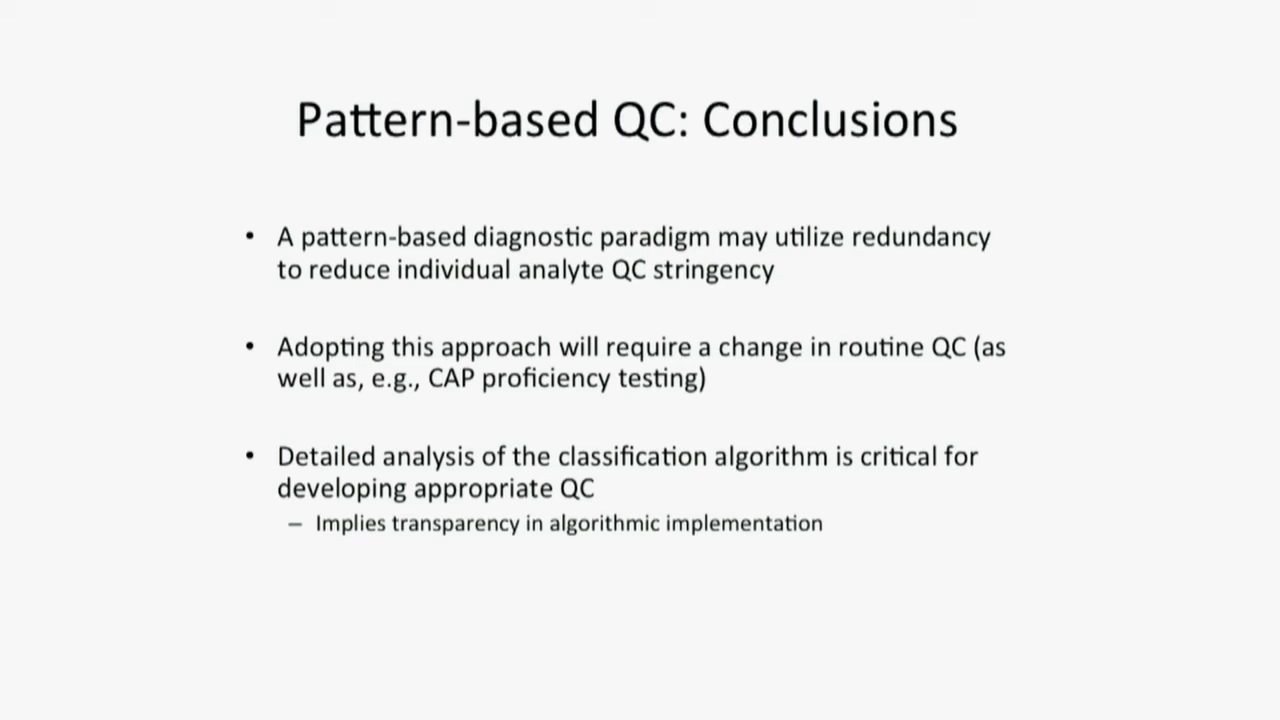 Pattern-based QC: Conclusions
• A pattern-based diagnostic paradigm may utilize redundancy
to reduce individual analyte QC stringency
• Adopting this approach will require a change in routine QC (as
well as, e.g., CAP proficiency testing)
• Detailed analysis of the classification algorithm is critical for
developing appropriate QC
– Implies transparency in algorithmic implementation